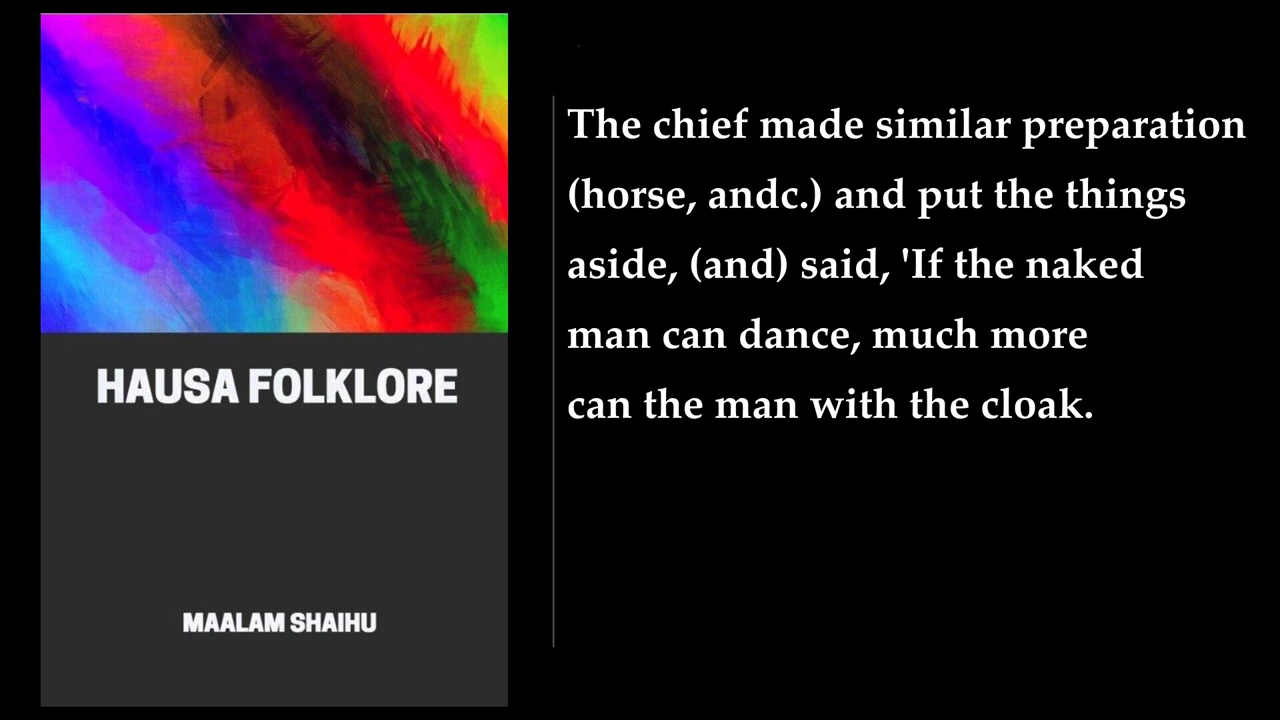 HAUSA FOLKLORE
MAALAM SHAIHU
The chief made similar preparation
(horse, andc.) and put the things
aside, (and) said, 'If the naked
man can dance, much more
can the man with the cloak.